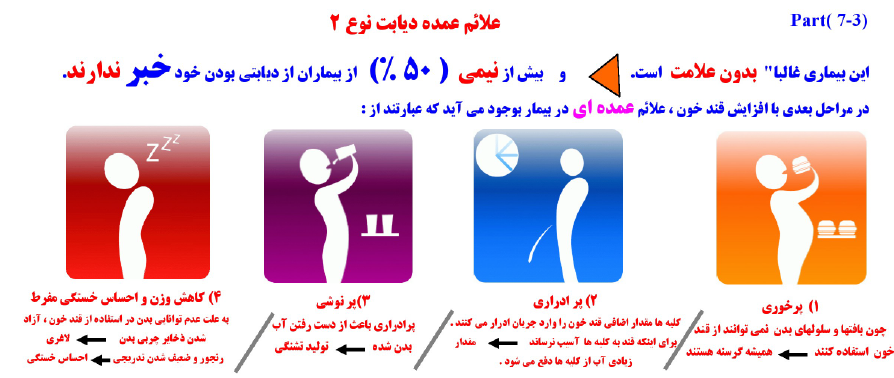 Part( 7-3)
علائم عمده دیابت نوع ۲
این بیماری غالبا" بدون علامت است. و بیش از نیمی ( ۵۰ %) از بیماران از دیابتی بودن خود خبر ندارند.
در مراحل بعدی با افزایش قند خون ، علائم عمده ای در بیمار بوجود می آید که عبارتند از :
۱) پرخوری
چون بافتها و سلولهای بدن نمی توانند از قند
خون استفاده کنند ← همیشه گرسنه هستند
۲) پر ادراری
کلیه ها مقدار اضافی قند خون را وارد جریان ادرار می کنند .
برای اینکه قند به کلیه ها آسیب نرساند ← مقدار
زیادی آب از کلیه ها دفع می شود .
۳)پرنوشی
پرادراری باعث از دست رفتن آب
بدن شده ← تولید تشنگی
zzz
۴) کاهش وزن و احساس خستگی مفرط
به علت عدم توانایی بدن در استفاده از قند خون ، آزاد
شدن ذخایر چربی بدن ← لاغری
رنجور و ضعیف شدن تدریجی ← احساس خستگی